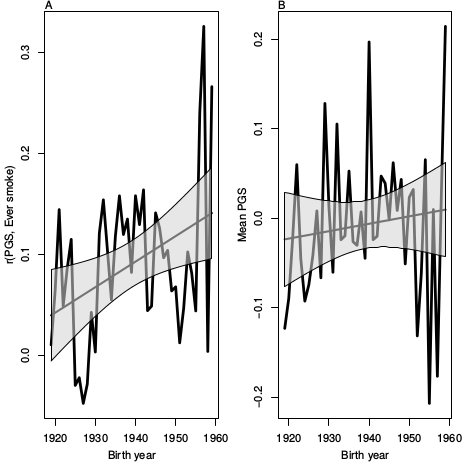 A
r(PGS, Ever smoke)
0.3
0.2
0.1
0.0
1920 1930 1940 1950 1960
Birth year
B
Mean PGS
0.2
0.1
0.0
−0.1
−0.2
1920 1930 1940 1950 1960
Birth year